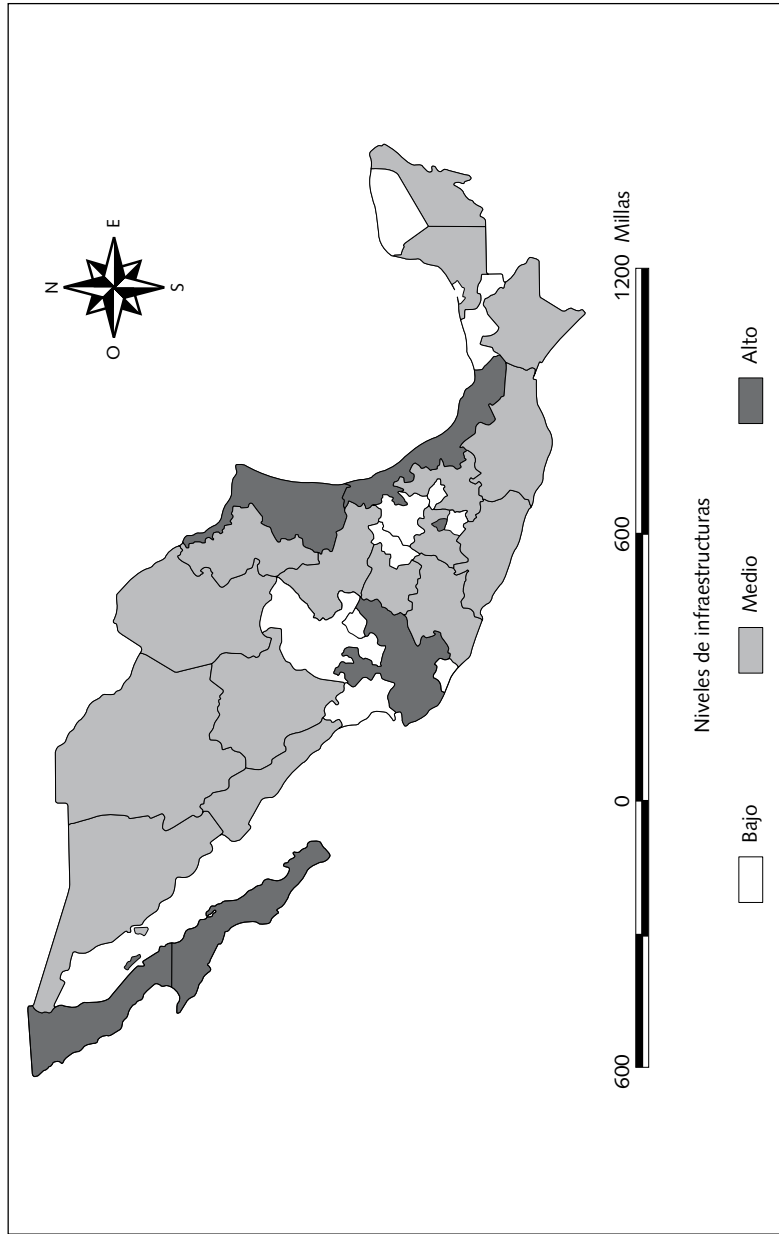 N
O
E
S
600
0
600
1200 Millas
Niveles de infraestructuras
Bajo
Medio
Alto